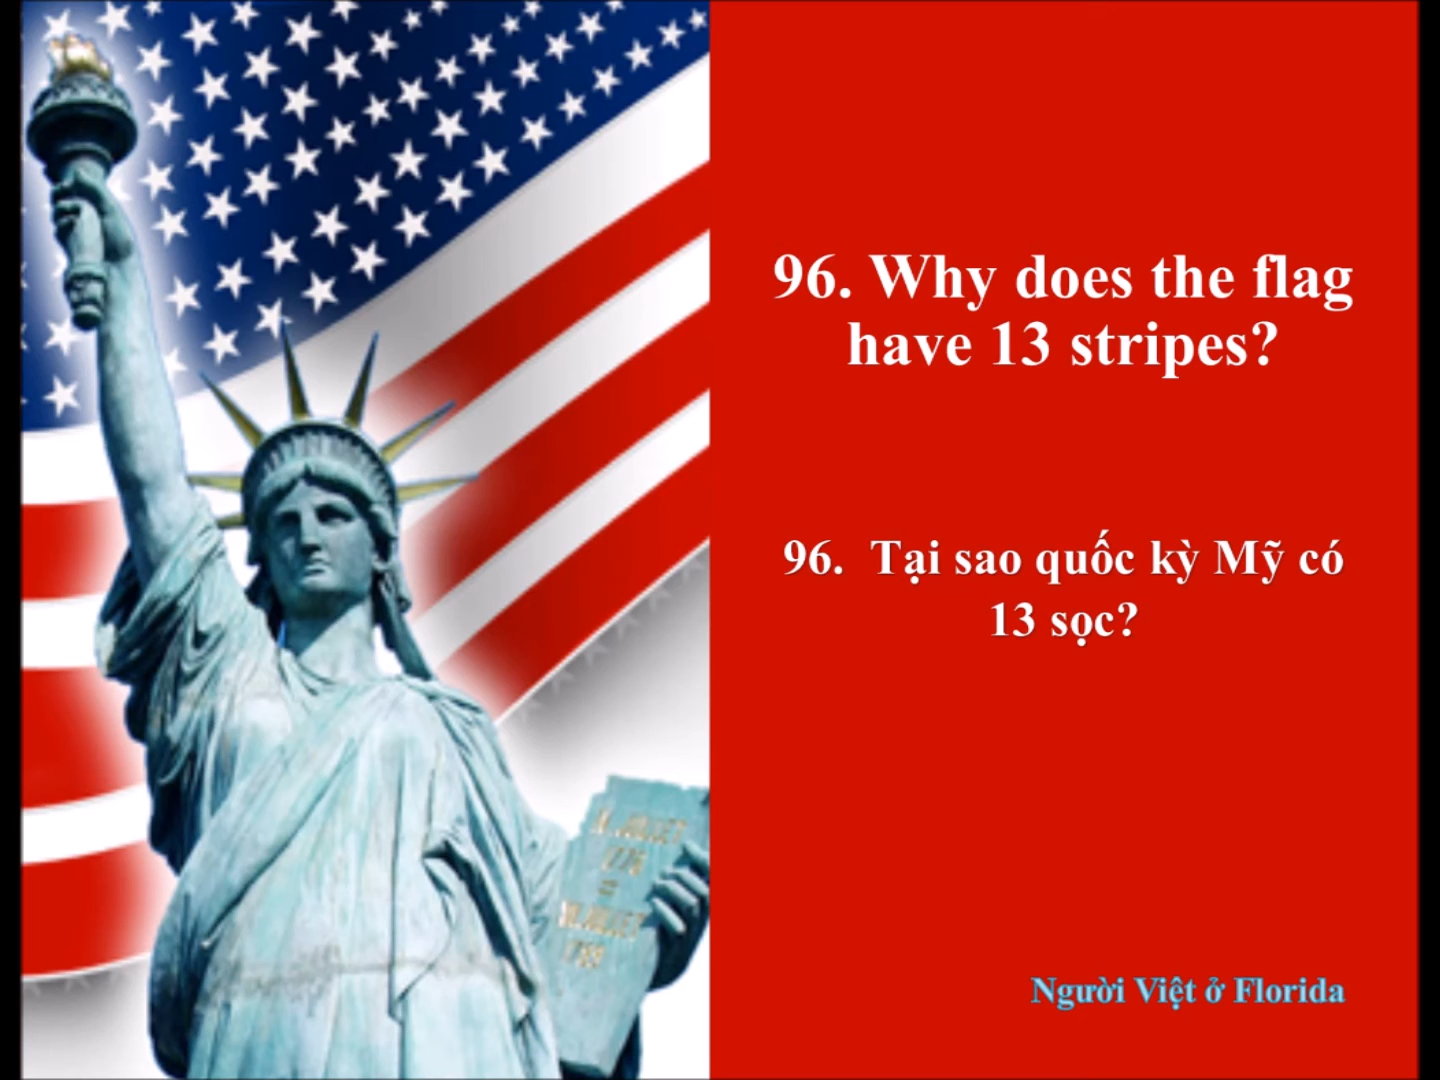 96. Why does the flag
have 13 stripes?
96. Tại sao quốc kỳ Mỹ có
13 sọc?
Người Việt ở Florida